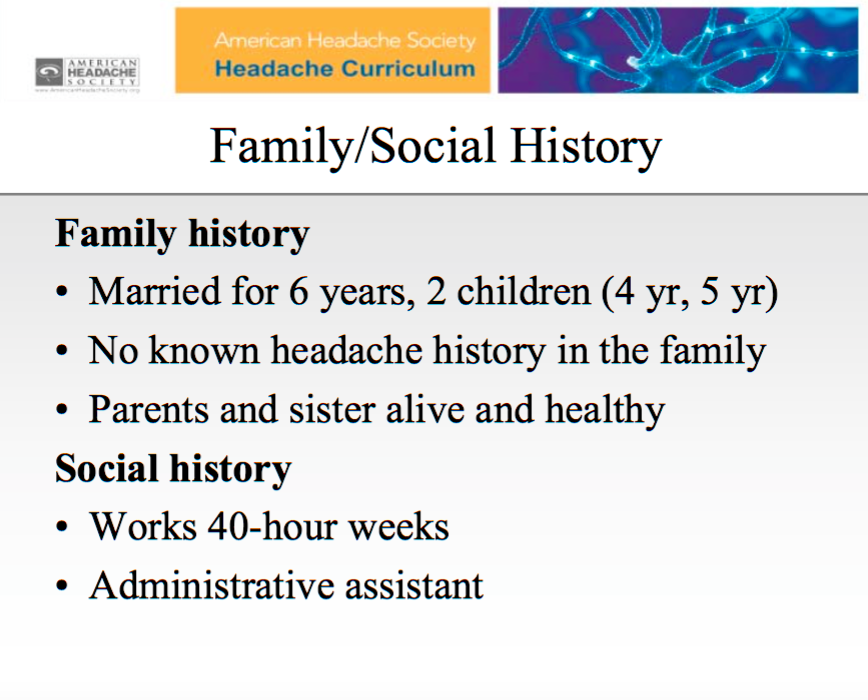 American Headache Society
Headache Curriculum
AMERICAN
HEADACHE
SOCIETY
www.AmericanHeadacheSociety.org
Family/Social History
Family history
• Married for 6 years, 2 children (4 yr, 5 yr)
• No known headache history in the family
• Parents and sister alive and healthy
Social history
• Works 40-hour weeks
• Administrative assistant